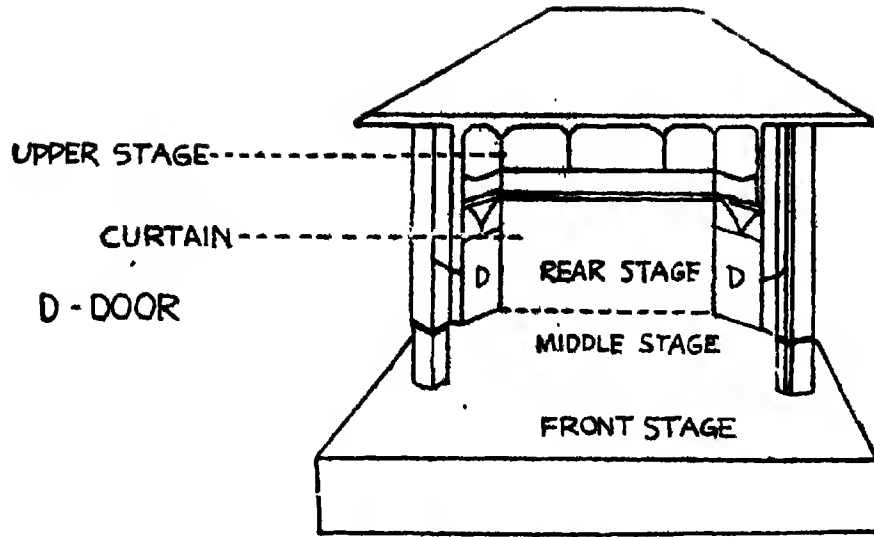 UPPER STAGE
CURTAIN
D - DOOR
D
REAR STAGE
D
MIDDLE STAGE
FRONT STAGE